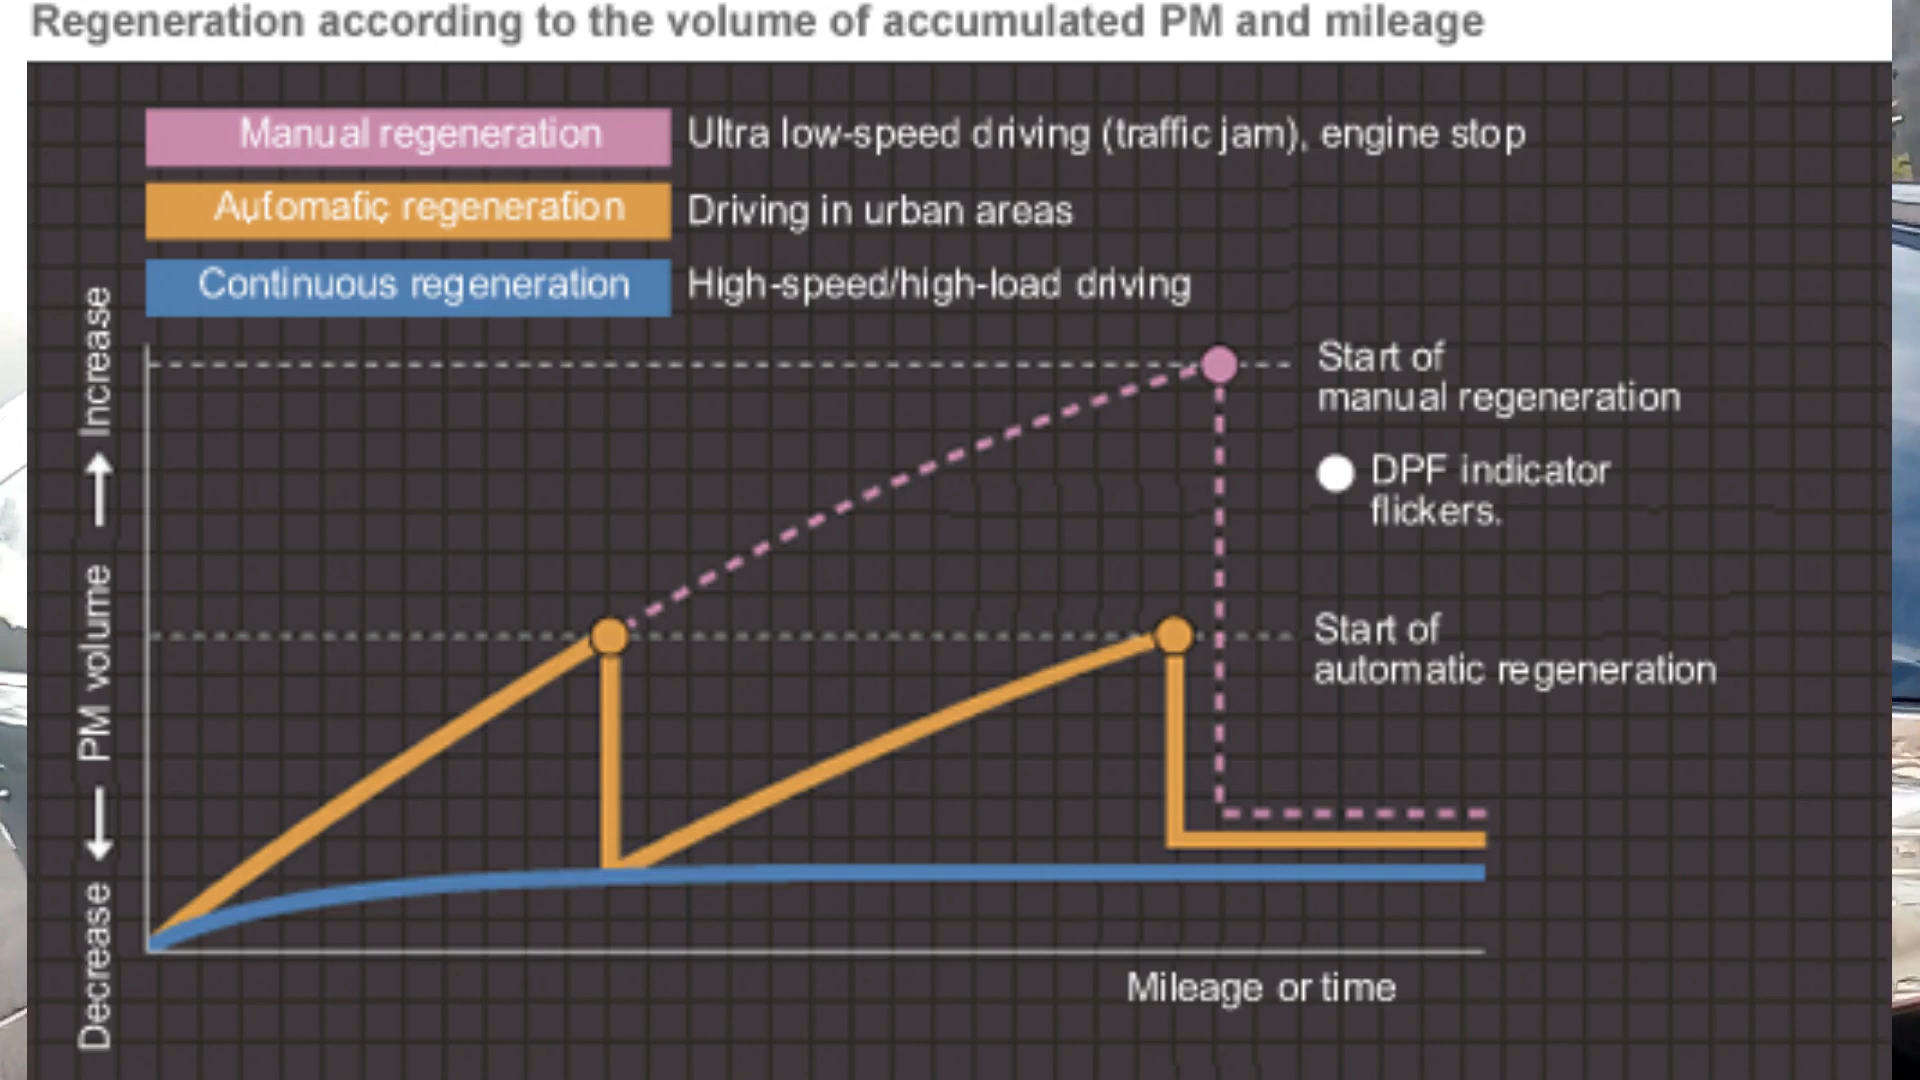 Regeneration according to the volume of accumulated PM and mileage
Manual regeneration
Ultra low-speed driving (traffic jam), engine stop
Automatic regeneration
Driving in urban areas
Continuous regeneration
High-speed/high-load driving
Increase
PM volume
Decrease
Start of
manual regeneration
DPF indicator
flickers.
Start of
automatic regeneration
Mileage or time